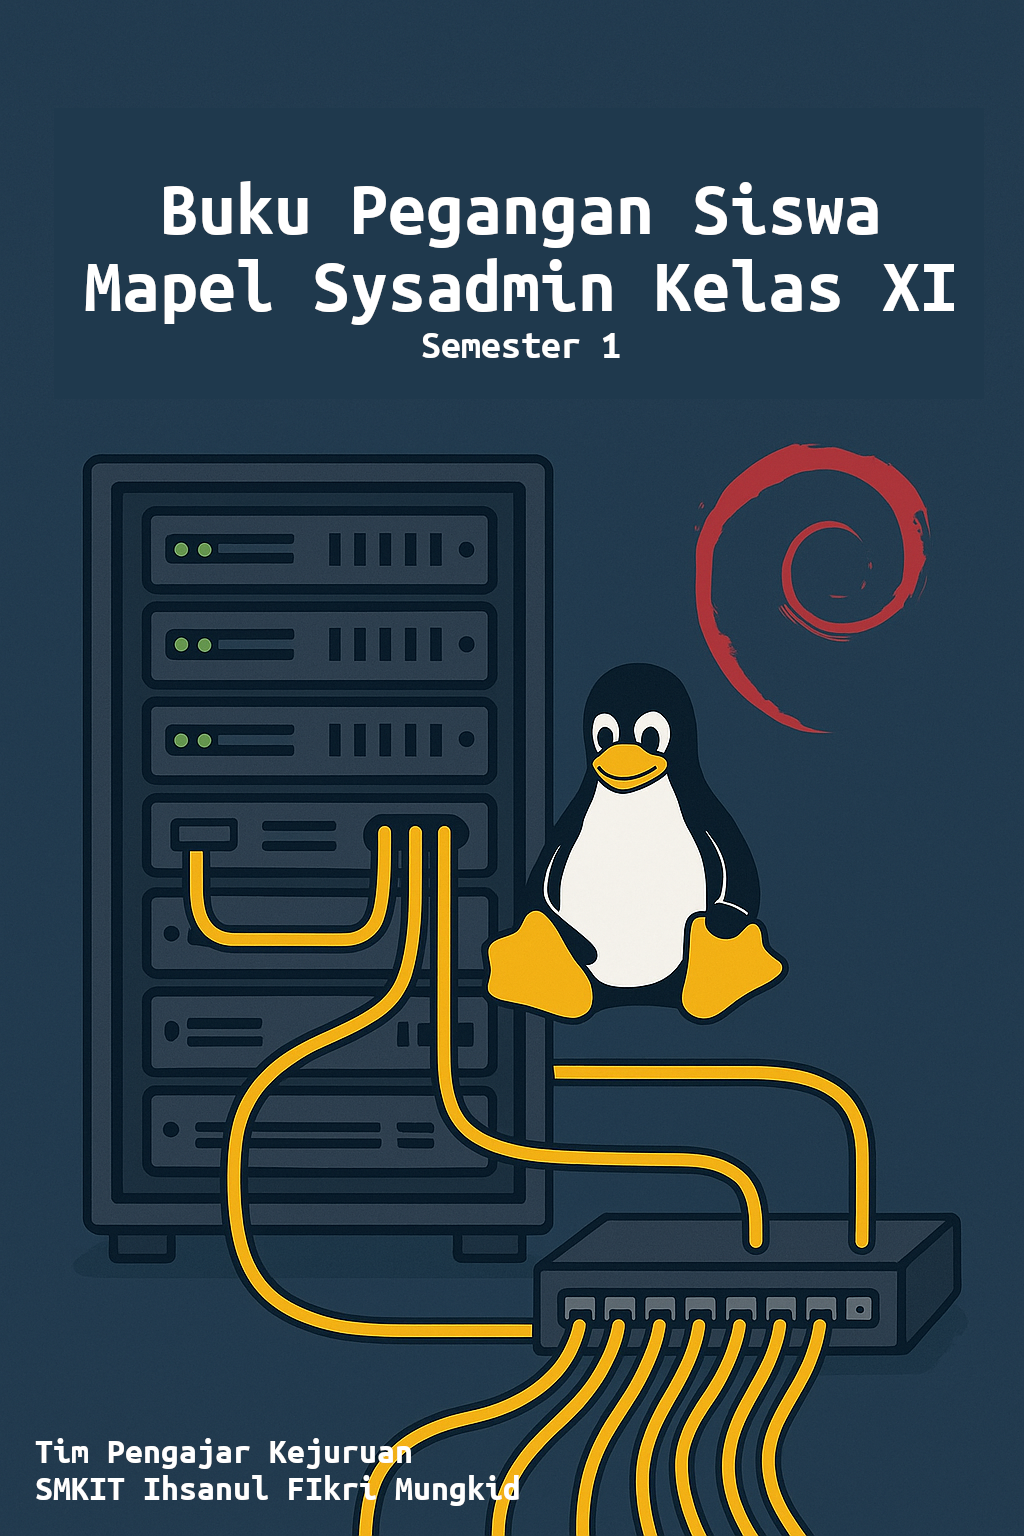 Buku Pegangan Siswa
Mapel Sysadmin Kelas XI
Semester 1
Tim Pengajar Kejuruan
SMKIT Ihsanul FIkri Mungkid